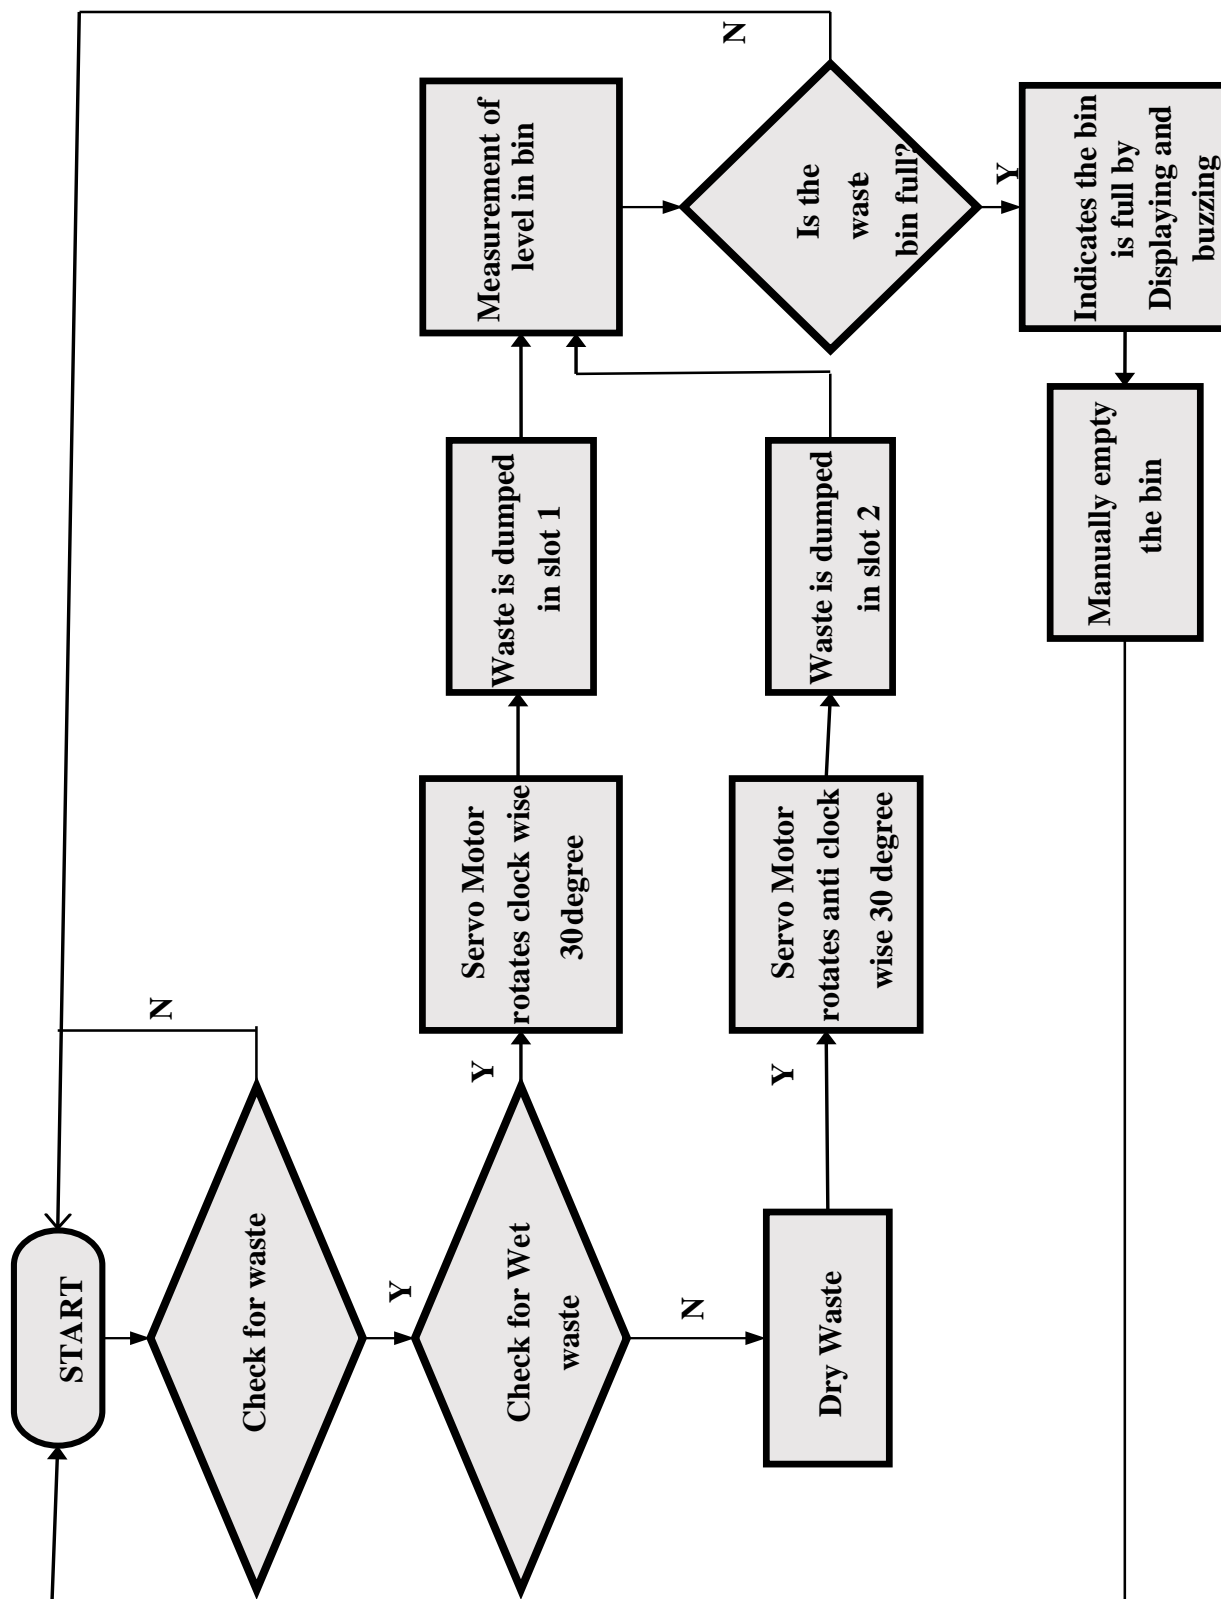 START
Check for waste
N
Y
Check for Wet
waste
Y
N
Dry Waste
Y
Servo Motor
rotates clock wise
30 degree
Servo Motor
rotates anti clock
wise 30 degree
Waste is dumped
in slot 1
Waste is dumped
in slot 2
Measurement of
level in bin
Is the
waste
bin full?
N
Y
Indicates the bin
is full by
Displaying and
buzzing
Manually empty
the bin